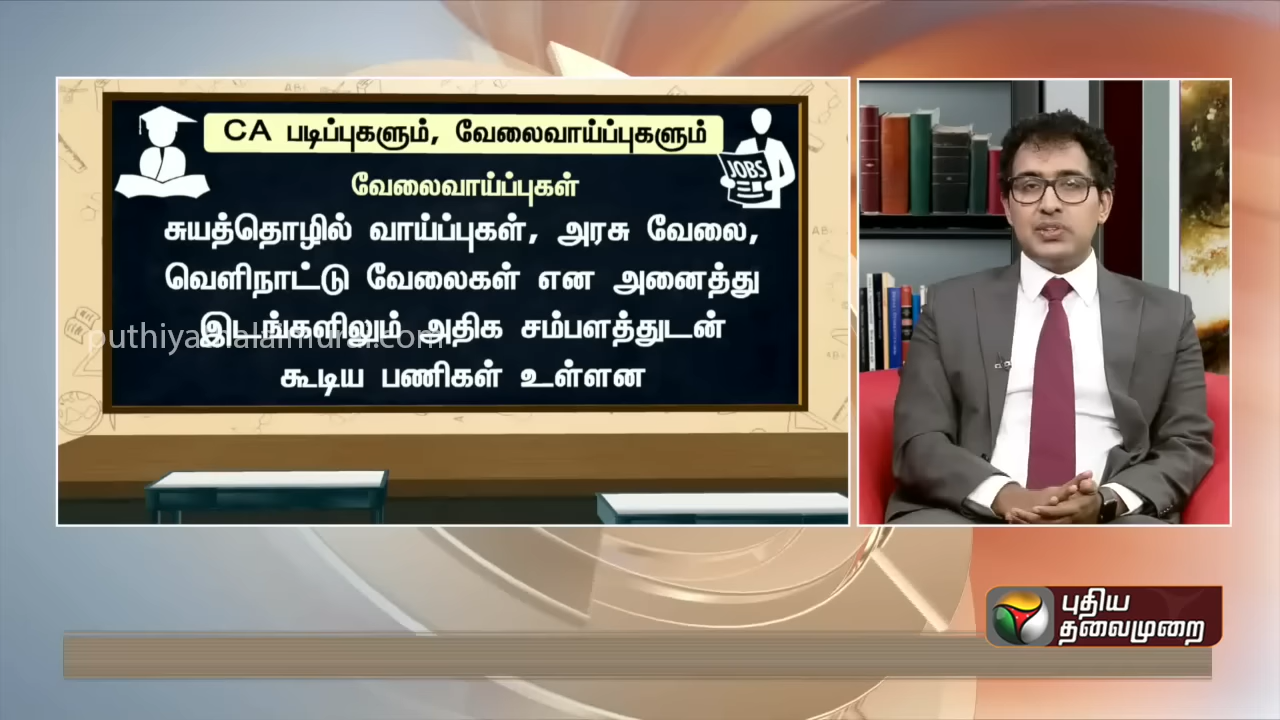 CA படிப்புகளும், வேலைவாய்ப்புகளும்
JOBS
வேலைவாய்ப்புகள்
சுயத்தொழில் வாய்ப்புகள், அரசு வேலை,
வெளிநாட்டு வேலைகள் என அனைத்து
இடங்களிலும் அதிக சம்பளத்துடன்
கூடிய பணிகள் உள்ளன
puthiyathalaimurai.com
புதிய
தலைமுறை